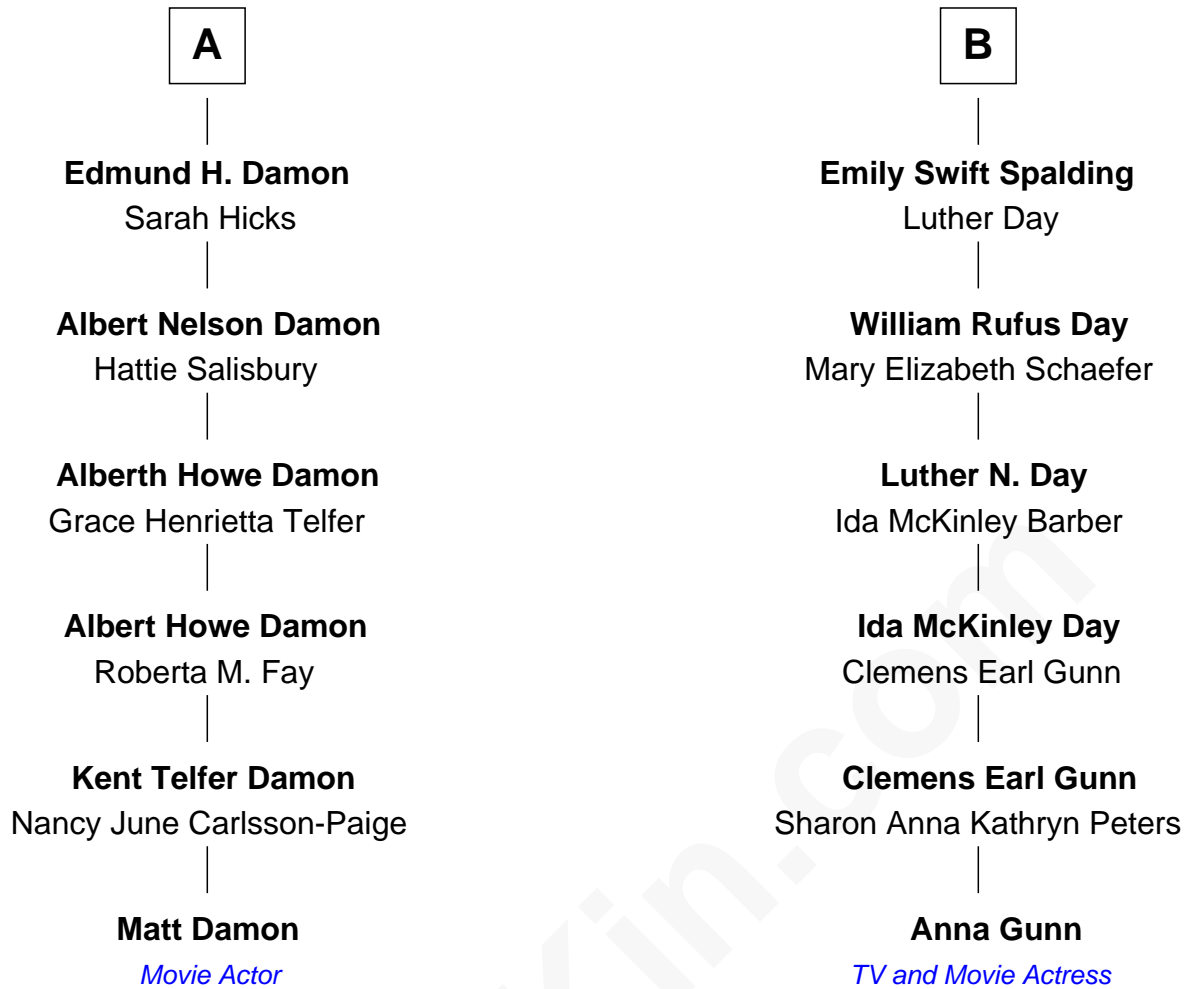 A
Edmund H. Damon
Sarah Hicks
Albert Nelson Damon
Hattie Salisbury
Alberth Howe Damon
Grace Henrietta Telfer
Albert Howe Damon
Roberta M. Fay
Kent Telfer Damon
Nancy June Carlsson-Paige
Matt Damon
Movie Actor
B
Emily Swift Spalding
Luther Day
William Rufus Day
Mary Elizabeth Schaefer
Luther N. Day
Ida McKinley Barber
Ida McKinley Day
Clemens Earl Gunn
Clemens Earl Gunn
Sharon Anna Kathryn Peters
Anna Gunn
TV and Movie Actress